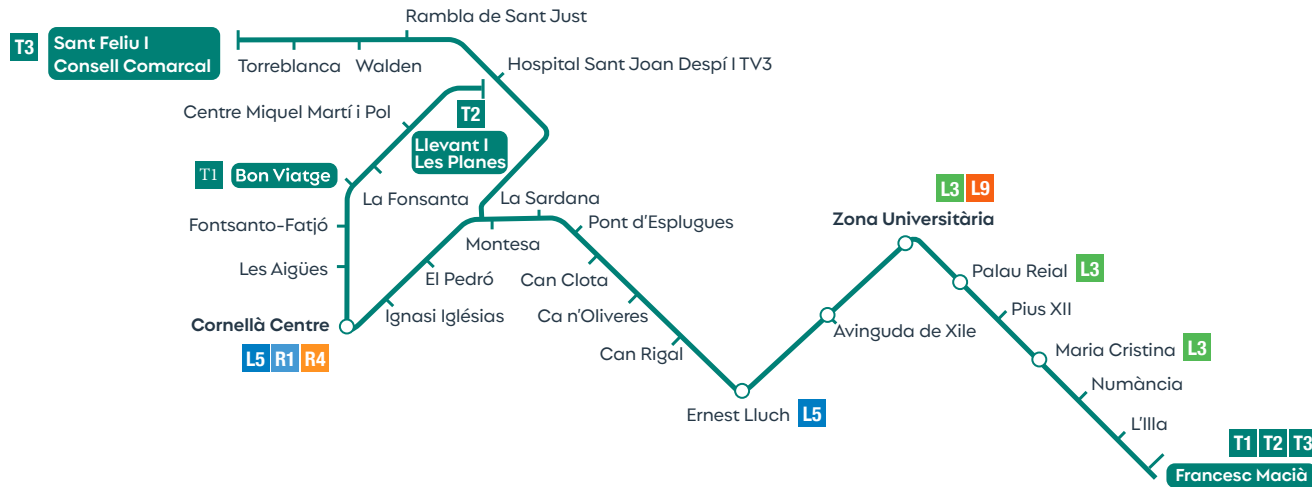 Rambla de Sant Just
T3
Sant Feliu |
Consell Comarcal
Torreblanca
Walden
Hospital Sant Joan Despí | TV3
Centre Miquel Martí i Pol
T2
Llevant |
Les Planes
T1
Bon Viatge
La Fonsanta
La Sardana
L3 L9
Zona Universitària
Fontsanto-Fatjó
Pont d'Esplugues
Montesa
Les Aigües
El Pedró
Can Clota
Palau Reial L3
Pius XII
Cornellà Centre
Ignasi Iglésias
Ca n'Oliveres
Avinguda de Xile
L5 R1 R4
Can Rigal
Maria Cristina L3
Numància
Ernest Lluch L5
L'Illa
T1 T2 T3
Francesc Macià